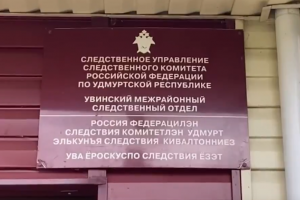 СЛЕДСТВЕННОЕ УПРАВЛЕНИЕ
СЛЕДСТВЕННОГО КОМИТЕТА
РОССИЙСКОЙ ФЕДЕРАЦИИ
ПО УДМУРТСКОЙ РЕСПУБЛИКЕ
УВИНСКИЙ МЕЖРАЙОННЫЙ
СЛЕДСТВЕННЫЙ ОТДЕЛ
РОССИЯ ФЕДЕРАЦИЛЭН
СЛЕДСТВИЯ КОМИТЕТЛЭН УДМУРТ
ЭЛЬКУНЪЯ СЛЕДСТВИЯ КИВАЛТОННИЕЗ
УВА ЁРОСКУСПО СЛЕДСТВИЯ ЁЗЭТ